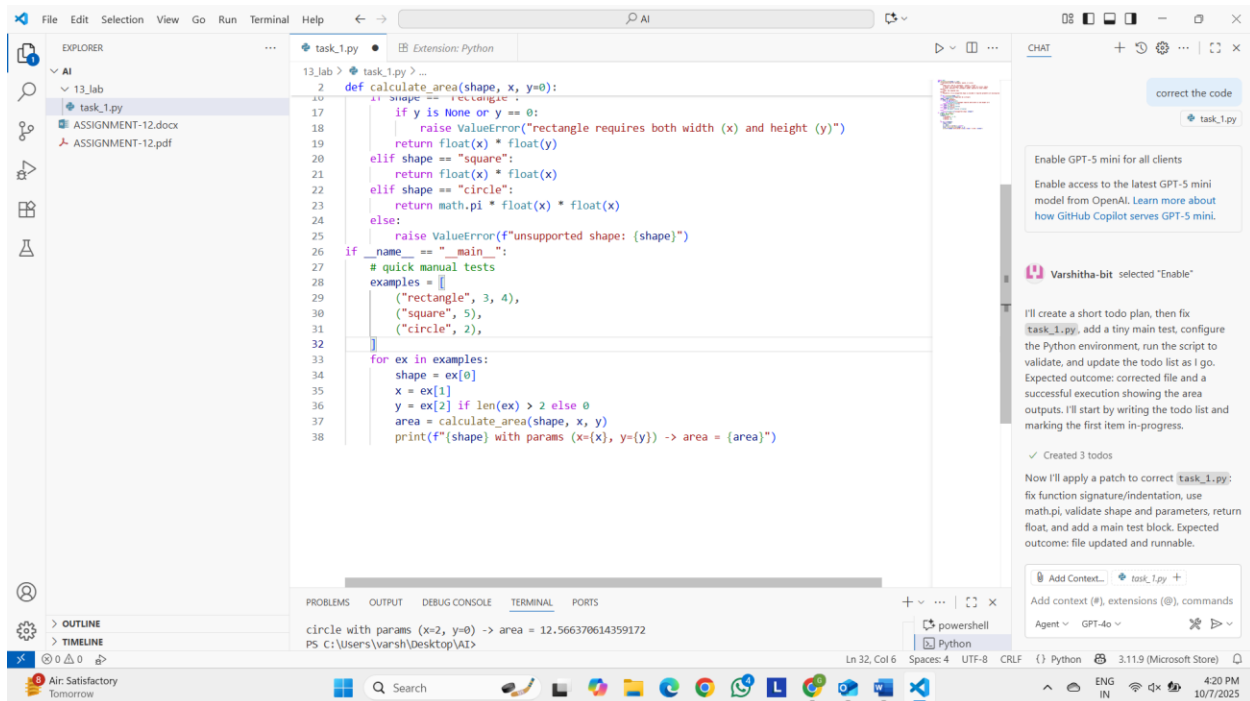 File Edit Selection View Go Run Terminal Help
AI
EXPLORER
AI
13_lab
task_1.py
ASSIGNMENT-12.docx
ASSIGNMENT-12.pdf
OUTLINE
TIMELINE
task_1.py
Extension: Python
13_lab > task_1.py > ...
2 def calculate_area(shape, x, y=0):
16 if shape == "rectangle":
17 if y is None or y == 0:
18 raise ValueError("rectangle requires both width (x) and height (y)")
19 return float(x) * float(y)
20 elif shape == "square":
21 return float(x) * float(x)
22 elif shape == "circle":
23 return math.pi * float(x) * float(x)
24 else:
25 raise ValueError(f"unsupported shape: {shape}")
26 if __name__ == "__main__":
27 # quick manual tests
28 examples = [
29 ("rectangle", 3, 4),
30 ("square", 5),
31 ("circle", 2),
32 ]
33 for ex in examples:
34 shape = ex[0]
35 x = ex[1]
36 y = ex[2] if len(ex) > 2 else 0
37 area = calculate_area(shape, x, y)
38 print(f"{shape} with params (x={x}, y={y}) -> area = {area}")
PROBLEMS OUTPUT DEBUG CONSOLE TERMINAL PORTS
circle with params (x=2, y=0) -> area = 12.566370614359172
PS C:\Users\varsh\Desktop\AI>
powershell
Python
CHAT
correct the code
task_1.py
Enable GPT-5 mini for all clients
Enable access to the latest GPT-5 mini
model from OpenAI. Learn more about
how GitHub Copilot serves GPT-5 mini.
Varshitha-bit selected "Enable"
I'll create a short todo plan, then fix
task_1.py, add a tiny main test, configure
the Python environment, run the script to
validate, and update the todo list as I go.
Expected outcome: corrected file and a
successful execution showing the area
outputs. I'll start by writing the todo list and
marking the first item in-progress.
Created 3 todos
Now I'll apply a patch to correct task_1.py:
fix function signature/indentation, use
math.pi, validate shape and parameters, return
float, and add a main test block. Expected
outcome: file updated and runnable.
Add Context... task_1.py
Add context (#), extensions (@), commands
Agent GPT-4o
0 0
Ln 32, Col 6 Spaces: 4 UTF-8 CRLF {} Python 3.11.9 (Microsoft Store)
8
Air: Satisfactory
Tomorrow
Search
4
ENG
IN
4:20 PM
10/7/2025